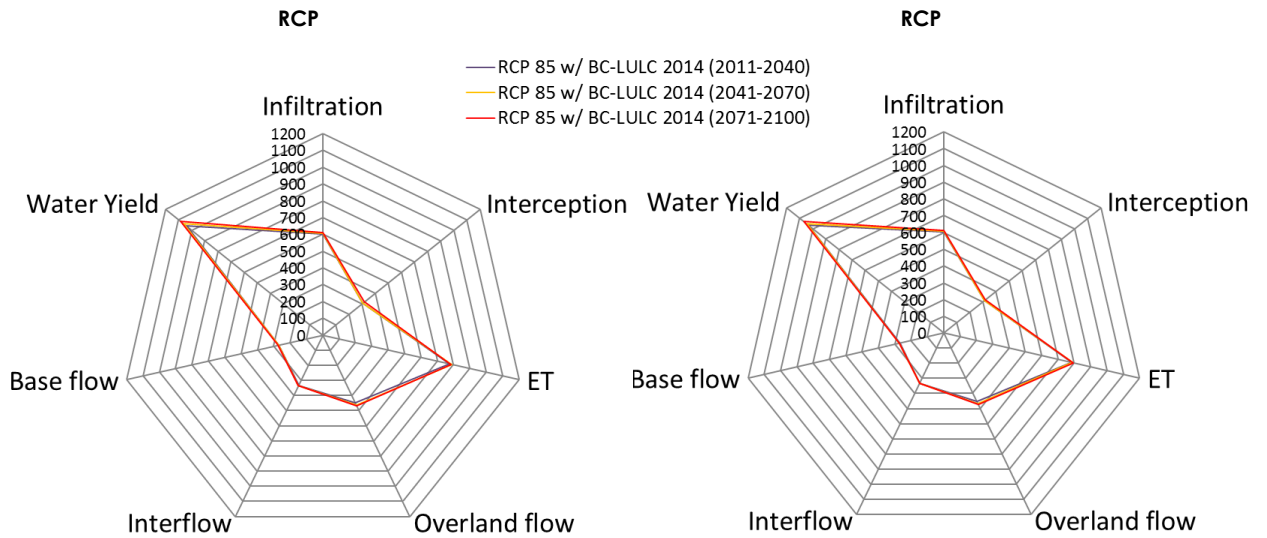 RCP
RCP
RCP 85 w/ BC-LULC 2014 (2011-2040)
RCP 85 w/ BC-LULC 2014 (2041-2070)
RCP 85 w/ BC-LULC 2014 (2071-2100)
Infiltration
1200
1100
1000
900
800
700
600
500
400
300
200
100
0
Interception
ET
Overland flow
Interflow
Base flow
Water Yield
Infiltration
1200
1100
1000
900
800
700
600
500
400
300
200
100
0
Interception
ET
Overland flow
Interflow
Base flow
Water Yield